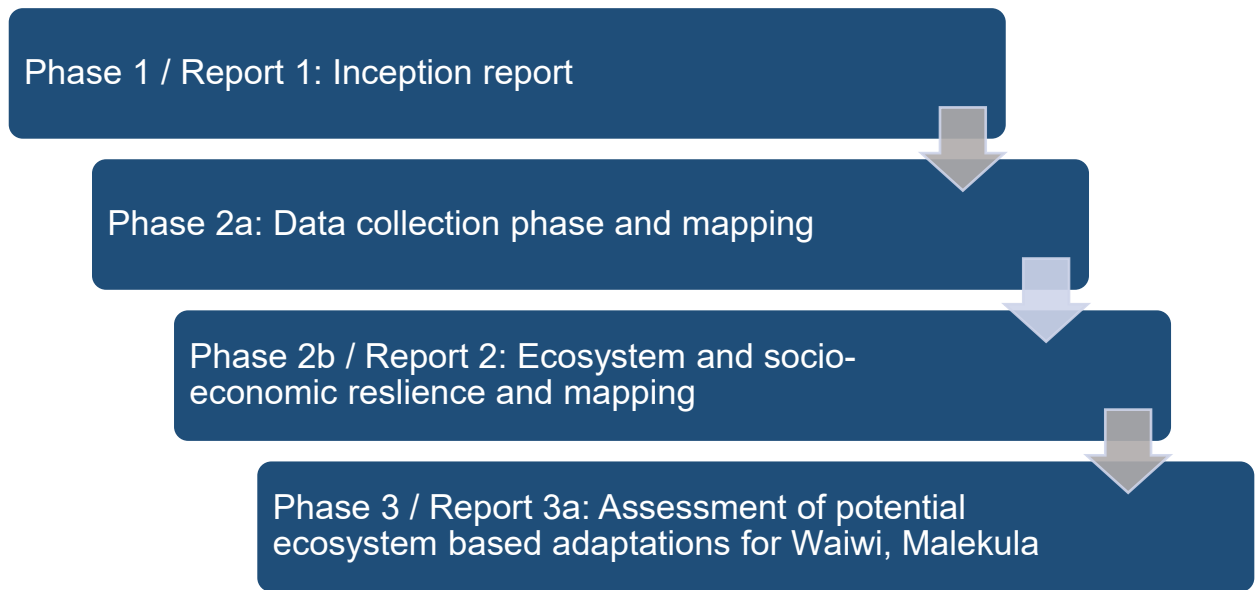 Phase 1 / Report 1: Inception report
Phase 2a: Data collection phase and mapping
Phase 2b / Report 2: Ecosystem and socio-
economic reslience and mapping
Phase 3 / Report 3a: Assessment of potential
ecosystem based adaptations for Waiwi, Malekula